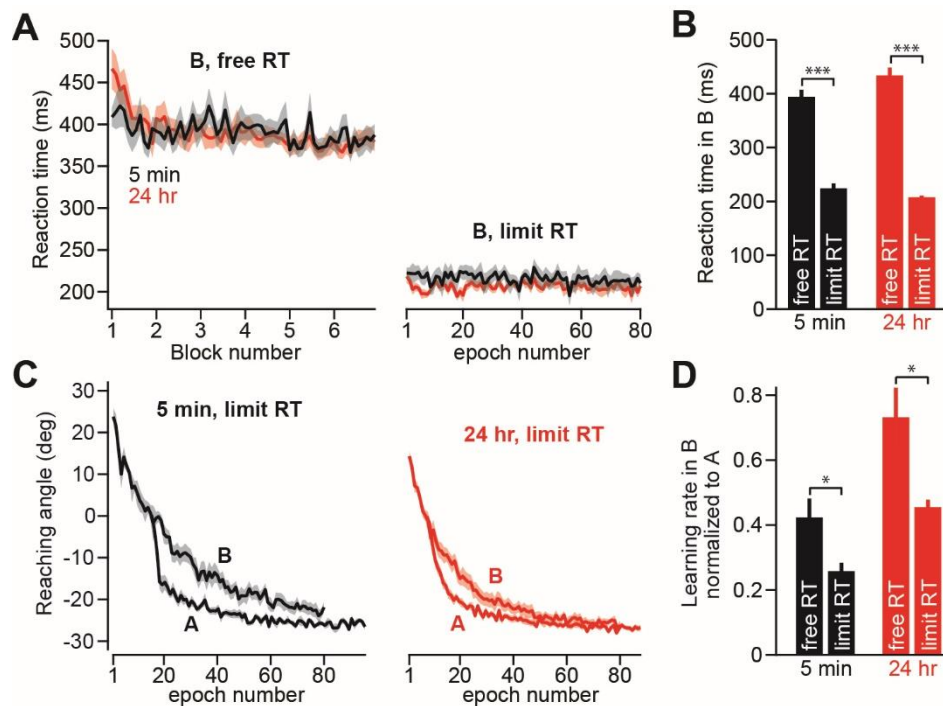 A
Reaction time (ms)
500
450
400
350
300
250
200
B, free RT
5 min
24 hr
1 2 3 4 5 6
Block number
B, limit RT
1 20 40 60 80
epoch number
B
Reaction time in B (ms)
500
400
300
200
100
0
***
***
free RT
limit RT
free RT
limit RT
5 min
24 hr
C
Reaching angle (deg)
30
20
10
0
-10
-20
-30
5 min, limit RT
B
A
1 20 40 60 80
epoch number
24 hr, limit RT
B
A
1 20 40 60 80
epoch number
D
Learning rate in B
normalized to A
0.8
0.6
0.4
0.2
0
*
*
free RT
limit RT
free RT
limit RT
5 min
24 hr